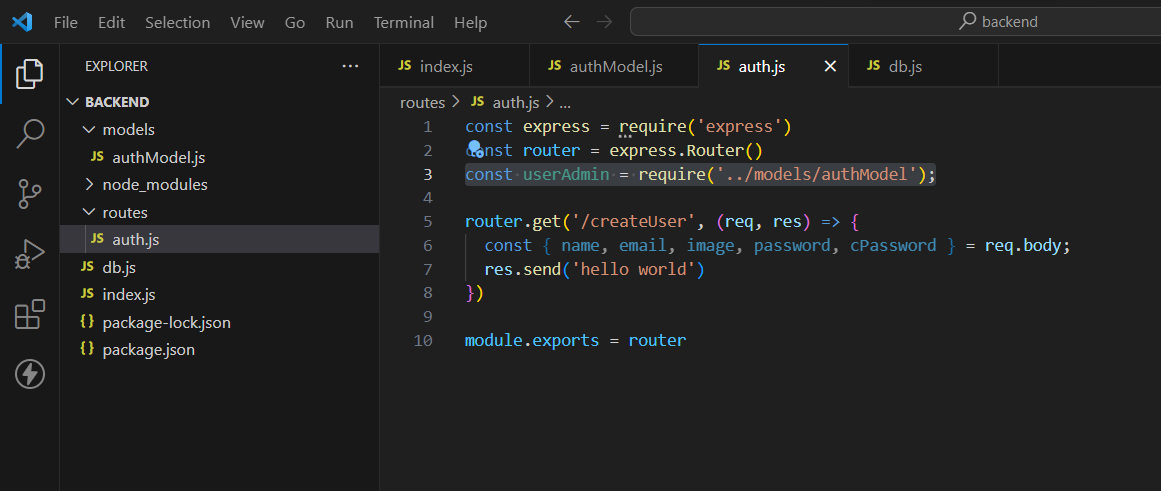 File Edit Selection View Go Run Terminal Help backend
EXPLORER
BACKEND
models
JS authModel.js
node_modules
routes
JS auth.js
JS db.js
JS index.js
{ } package-lock.json
{ } package.json
JS index.js JS authModel.js JS auth.js JS db.js
routes > JS auth.js > ...
1 const express = require('express')
2 const router = express.Router()
3 const userAdmin = require('../models/authModel');
4
5 router.get('/createUser', (req, res) => {
6 const { name, email, image, password, cPassword } = req.body;
7 res.send('hello world')
8 })
9
10 module.exports = router